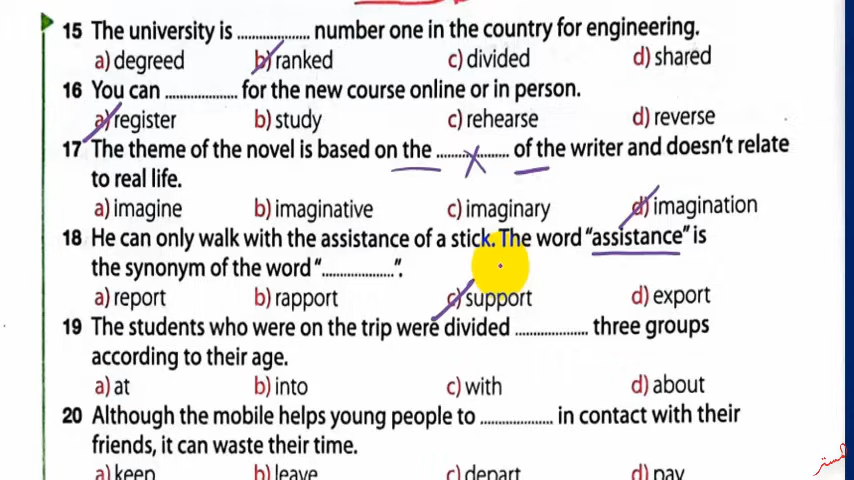 15 The university is .................... number one in the country for engineering.
a) degreed b) ranked c) divided d) shared
16 You can .................... for the new course online or in person.
a) register b) study c) rehearse d) reverse
17 The theme of the novel is based on the .................... of the writer and doesn't relate
to real life.
a) imagine b) imaginative c) imaginary d) imagination
18 He can only walk with the assistance of a stick. The word "assistance" is
the synonym of the word "....................".
a) report b) rapport c) support d) export
19 The students who were on the trip were divided .................... three groups
according to their age.
a) at b) into c) with d) about
20 Although the mobile helps young people to .................... in contact with their
friends, it can waste their time.
a) keep b) leave c) depart d) pay